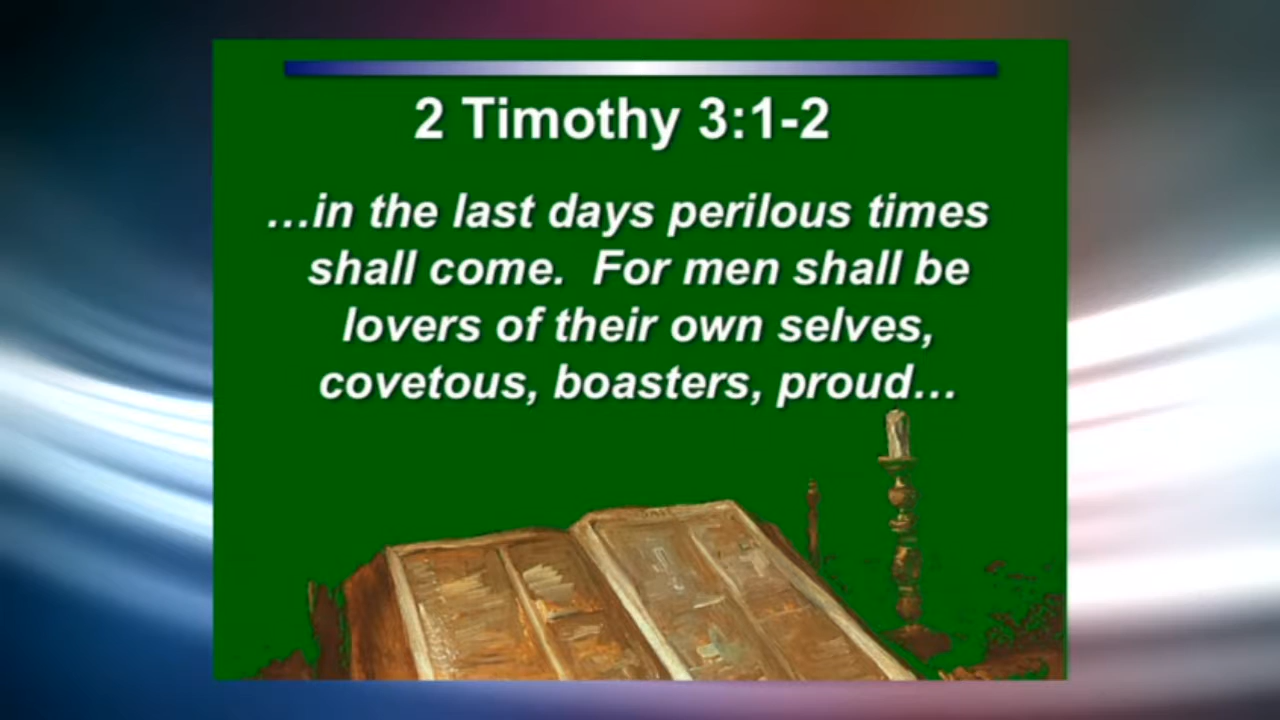 2 Timothy 3:1-2
…in the last days perilous times
shall come.  For men shall be
lovers of their own selves,
covetous, boasters, proud…